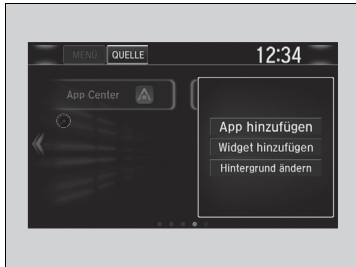 MENÜ QUELLE 12:34
App Center
App hinzufügen
Widget hinzufügen
Hintergrund ändern